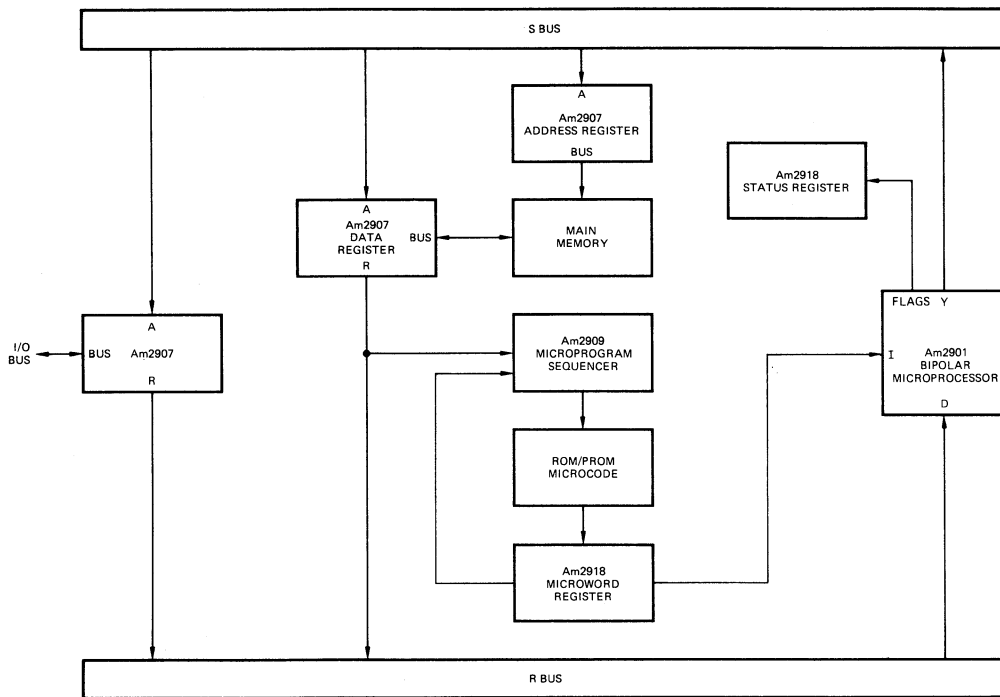 S BUS
A
Am2907
ADDRESS REGISTER
BUS
Am2918
STATUS REGISTER
A
Am2907
DATA
REGISTER
BUS
R
MAIN
MEMORY
I/O
BUS
A
BUS
Am2907
R
Am2909
MICROPROGRAM
SEQUENCER
FLAGS Y
I
Am2901
BIPOLAR
MICROPROCESSOR
D
ROM/PROM
MICROCODE
Am2918
MICROWORD
REGISTER
R BUS